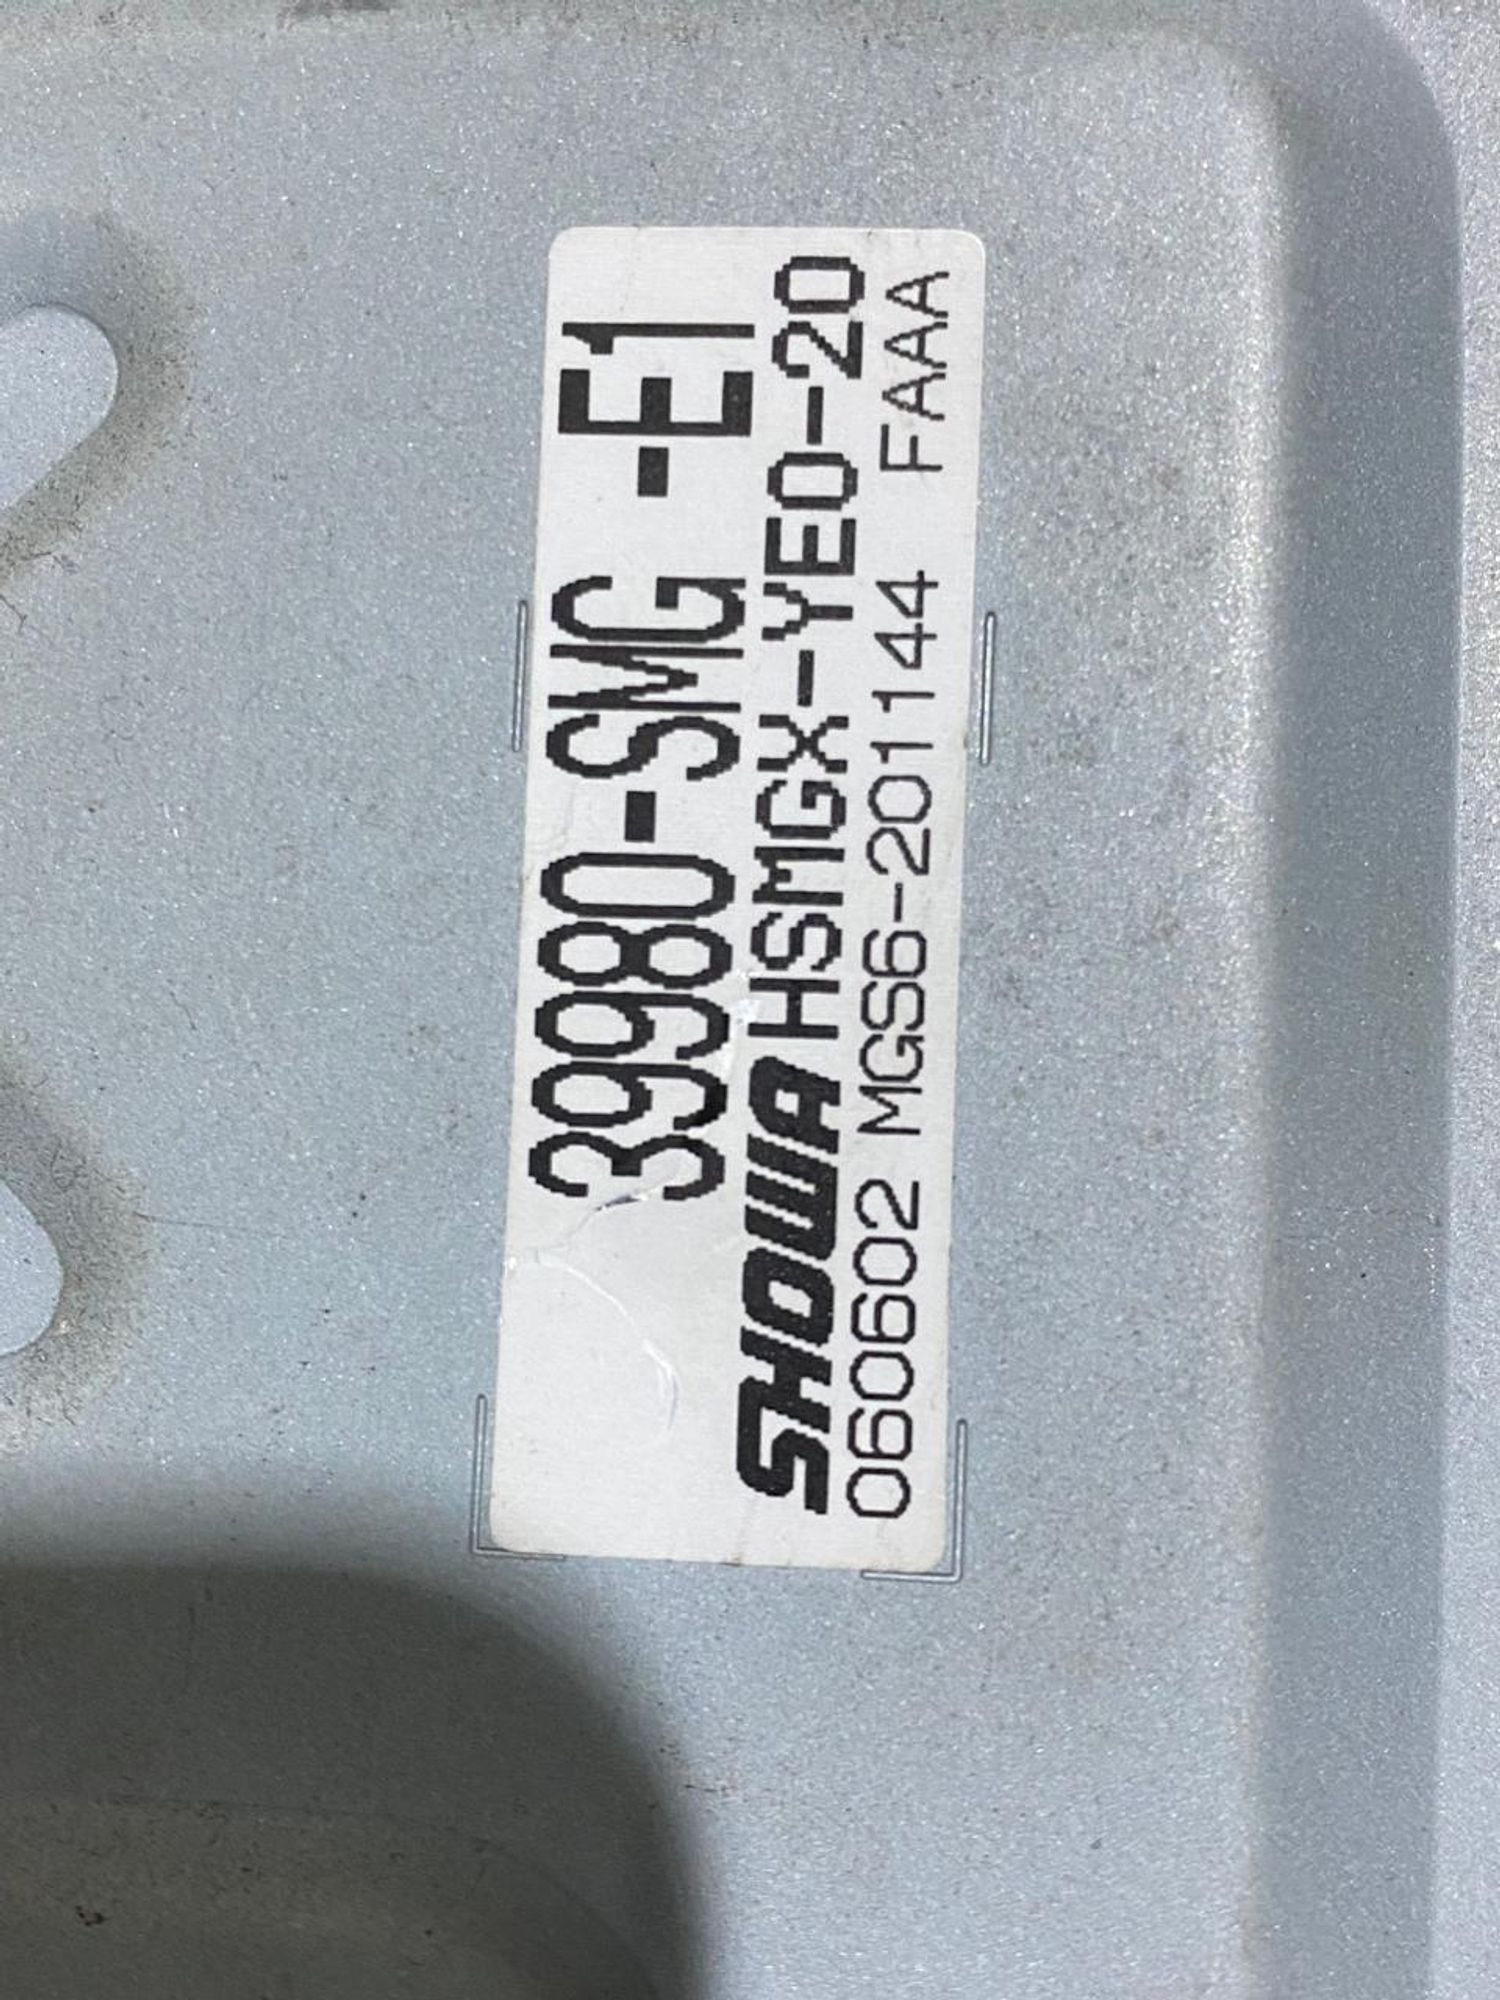 39980-SMG -E1
SHOWA HSMGX-YE0-20
060602 MGS6-201144 FAAA